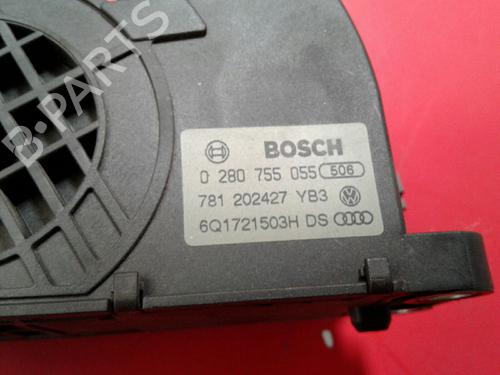 B-PARTS
BOSCH
0 280 755 055 506
781 202427 YB3
6Q1721503H DS